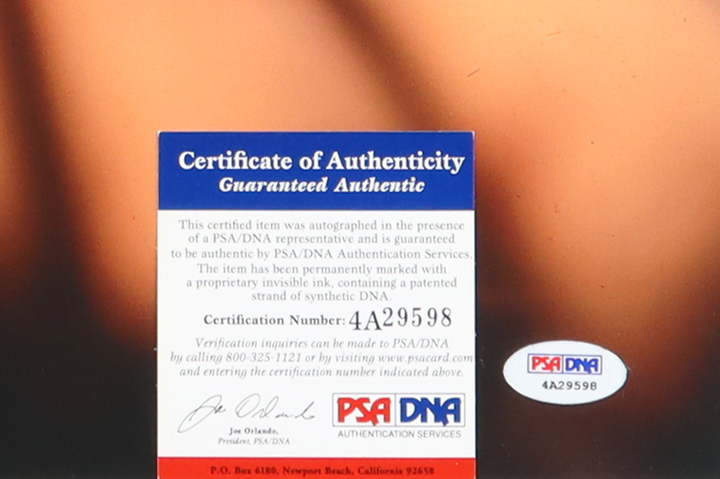 Certificate of Authenticity
Guaranteed Authentic
This certified item was autographed in the presence
of a PSA/DNA representative and is guaranteed
to be authentic by PSA/DNA Authentication Services.
The item has been permanently marked with
a proprietary invisible ink, containing a patented
strand of synthetic DNA.
Certification Number: 4A29598
Verification inquiries can be made to PSA/DNA
by calling 800-325-1121 or by visiting www.psacard.com
and entering the certification number indicated above.
Joe Orlando
Joe Orlando,
President, PSA/DNA
PSA DNA
AUTHENTICATION SERVICES
P.O. Box 6180, Newport Beach, California 92658
PSA DNA
4A29598